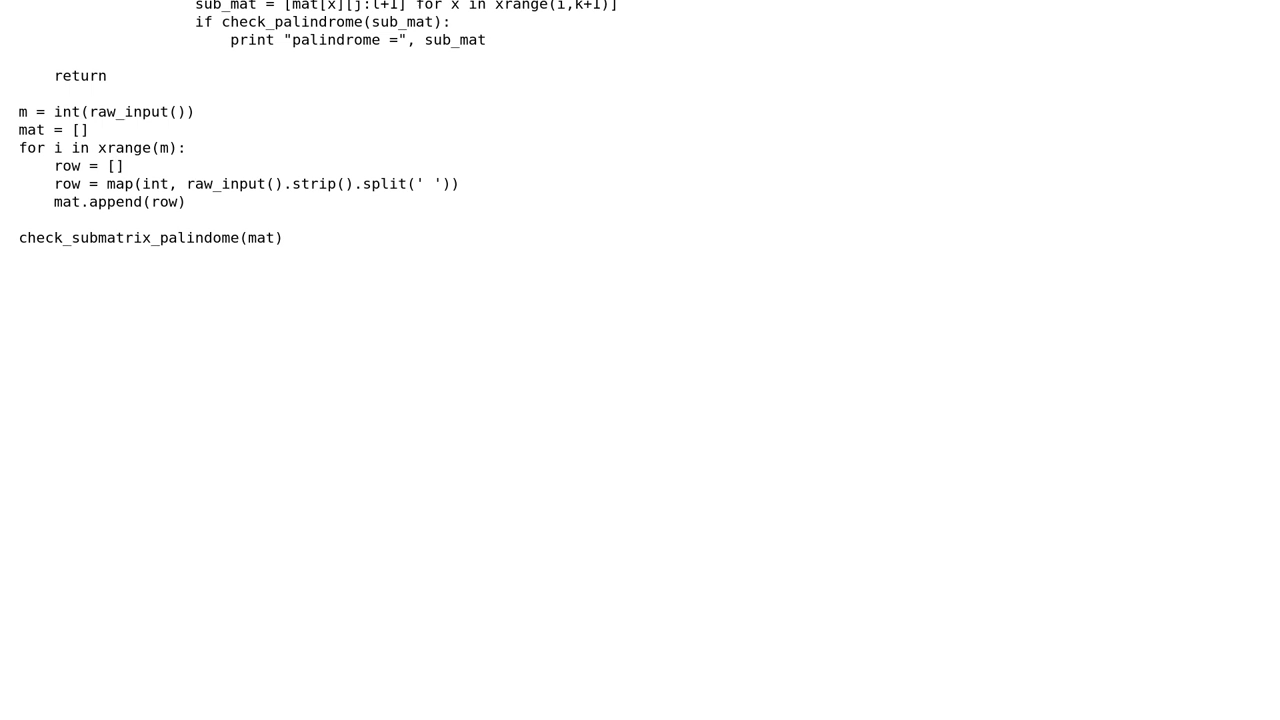 sub_mat = [mat[x][j:l+1] for x in xrange(i,k+1)]
                    if check_palindrome(sub_mat):
                        print "palindrome =", sub_mat

    return

m = int(raw_input())
mat = []
for i in xrange(m):
    row = []
    row = map(int, raw_input().strip().split(' '))
    mat.append(row)

check_submatrix_palindome(mat)